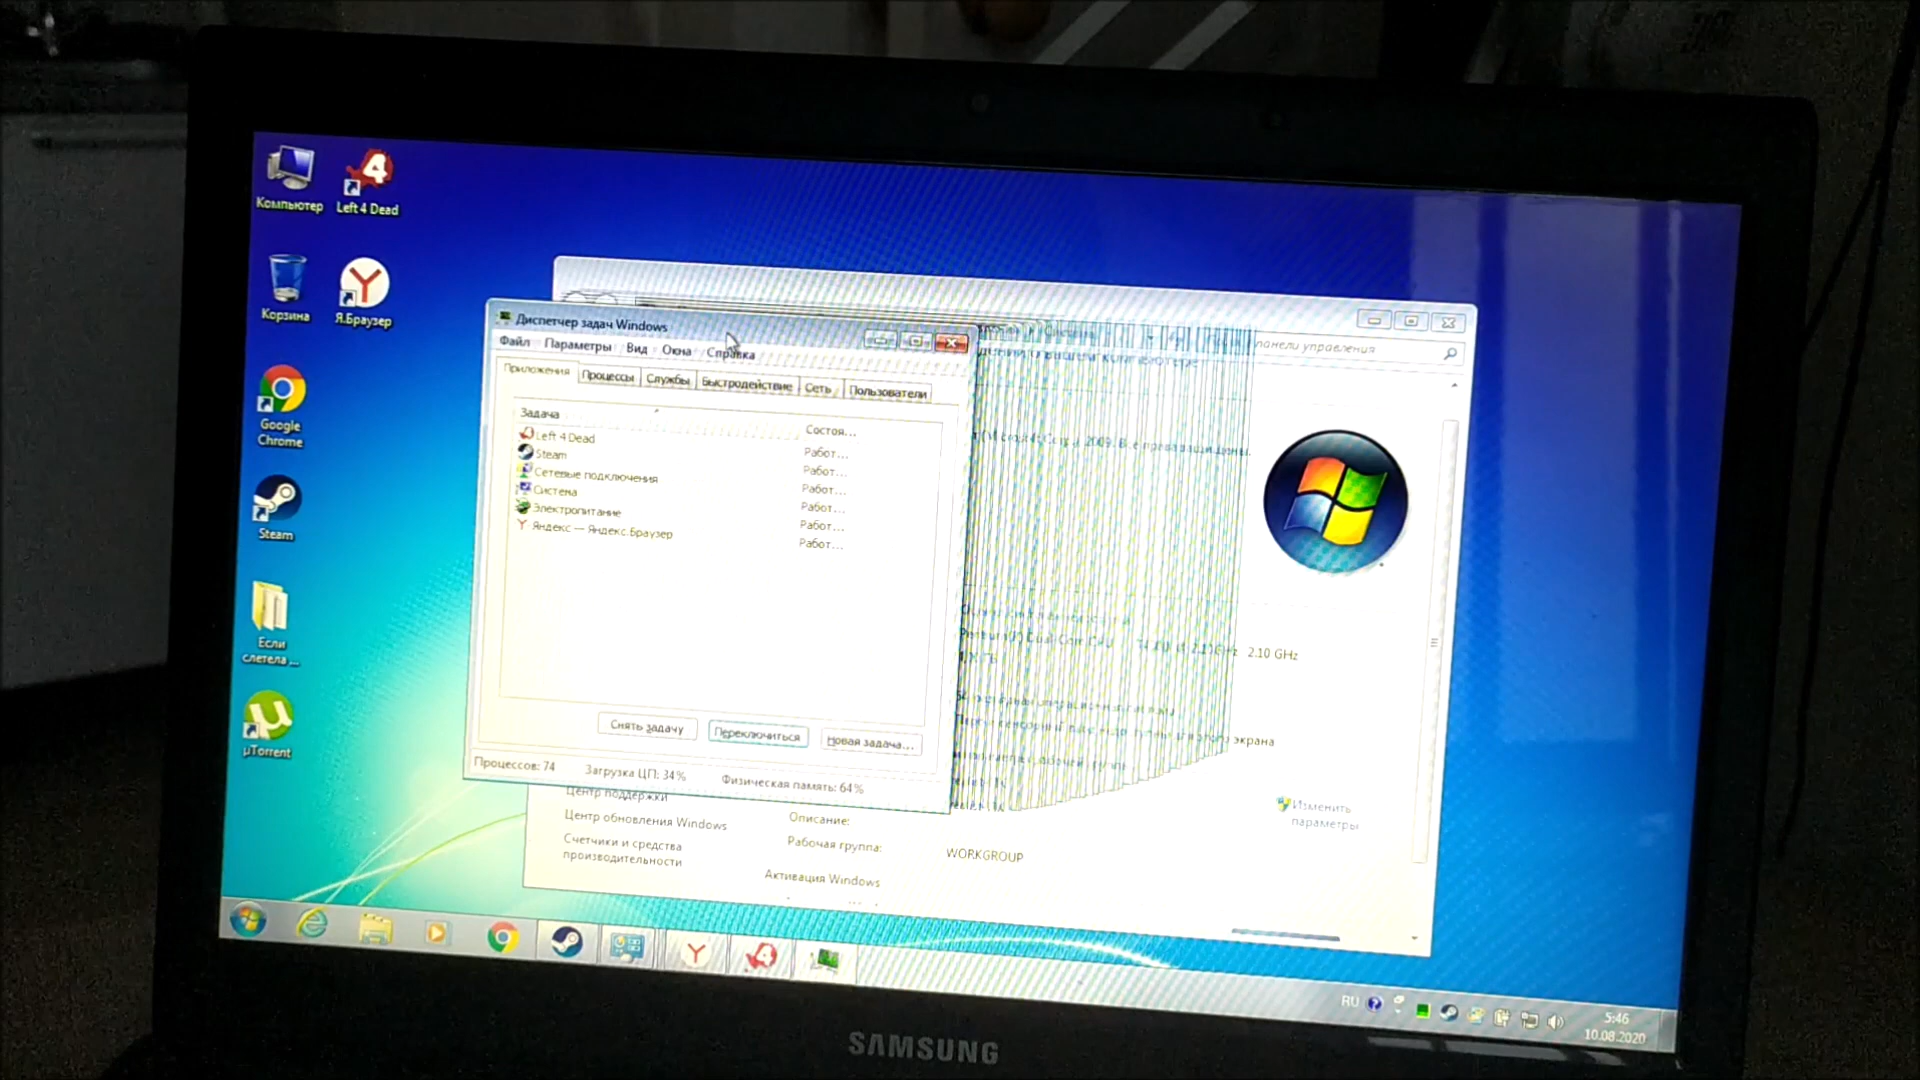 Компьютер
Left 4 Dead
Корзина
Я.Браузер
Google
Chrome
Steam
Если
слетела ...
µTorrent
Диспетчер задач Windows
Файл Параметры Вид Окна Справка
Приложения Процессы Службы Быстродействие Сеть Пользователи
Задача Состоя...
Left 4 Dead Работ...
Steam Работ...
Сетевые подключения Работ...
Система Работ...
Электропитание Работ...
Яндекс — Яндекс.Браузер Работ...
Снять задачу Переключиться Новая задача...
Процессов: 74 Загрузка ЦП: 34% Физическая память: 64%
панели управления
2.10 GHz
экрана
Центр поддержки
Центр обновления Windows
Счетчики и средства
производительности
Описание:
Рабочая группа: WORKGROUP
Активация Windows
Изменить
параметры
RU
5:46
10.08.2020
SAMSUNG